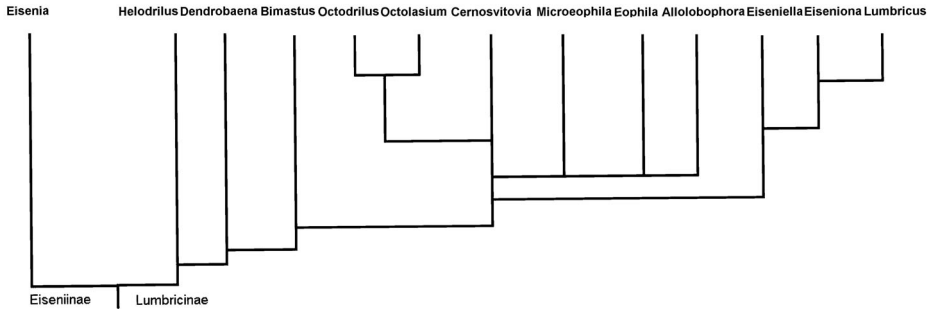 Eisenia Helodrilus Dendrobaena Bimastus Octodrilus Octolasium Cernosvitovia Microeophila Eophila Allolobophora Eiseniella Eiseniona Lumbricus
Eiseniinae Lumbricinae